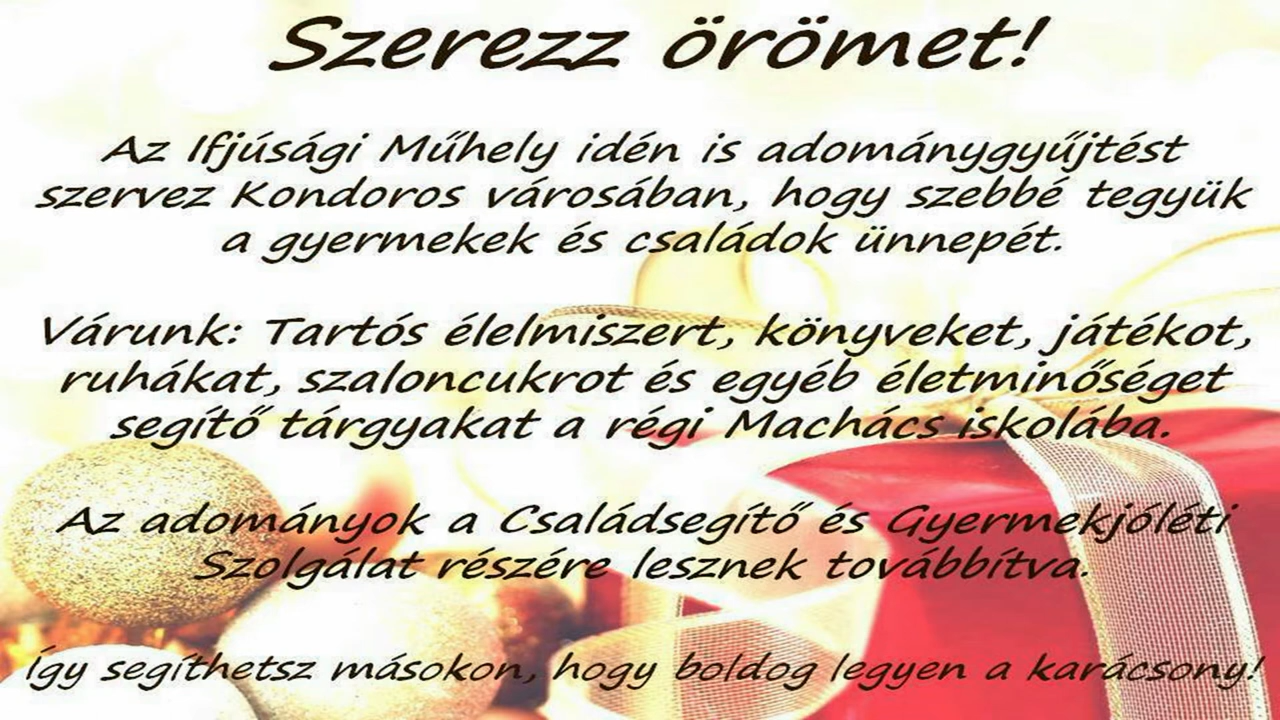 Szerezz örömet!
Az Ifjúsági Műhely idén is adománygyűjtést
szervez Kondoros városában, hogy szebbé tegyük
a gyermekek és családok ünnepét.
Várunk: Tartós élelmiszert, könyveket, játékot,
ruhákat, szaloncukrot és egyéb életminőséget
segítő tárgyakat a régi Machács iskolába.
Az adományok a Családsegítő és Gyermekjóléti
Szolgálat részére lesznek továbbítva.
Így segíthetsz másokon, hogy boldog legyen a karácsony!